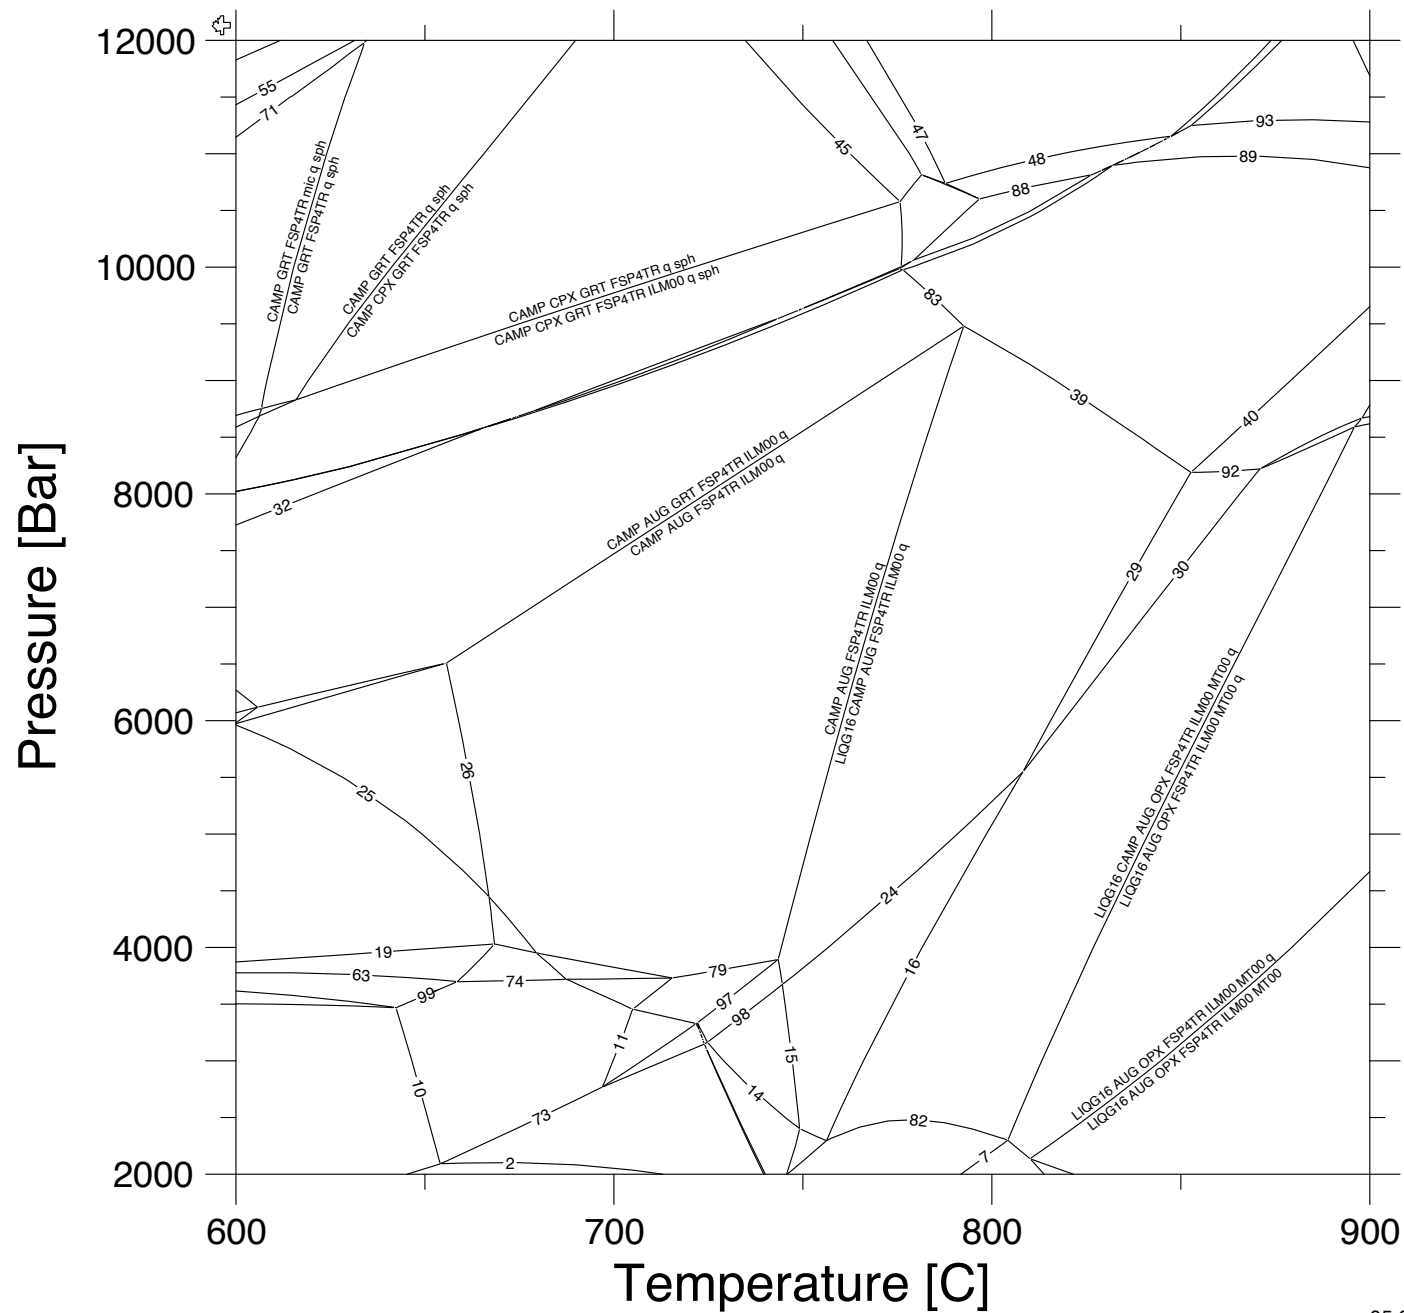 12000
10000
8000
6000
4000
2000
600
700
800
900
Pressure [Bar]
Temperature [C]
55
71
45
47
48
93
89
88
CAMP GRT FSP4TR mic q sph
CAMP GRT FSP4TR q sph
CAMP GRT FSP4TR q sph
CAMP CPX GRT FSP4TR q sph
CAMP CPX GRT FSP4TR q sph
CAMP CPX GRT FSP4TR ILM00 q sph
83
39
40
92
32
CAMP AUG GRT FSP4TR ILM00 q
CAMP AUG FSP4TR ILM00 q
CAMP AUG FSP4TR ILM00 q
LIQG16 CAMP AUG FSP4TR ILM00 q
29
30
LIQG16 CAMP AUG OPX FSP4TR ILM00 MT00 q
LIQG16 AUG OPX FSP4TR ILM00 MT00 q
26
25
24
19
63
74
79
99
97
98
16
11
15
10
14
73
82
2
7
LIQG16 AUG OPX FSP4TR ILM00 MT00 q
LIQG16 AUG OPX FSP4TR ILM00 MT00